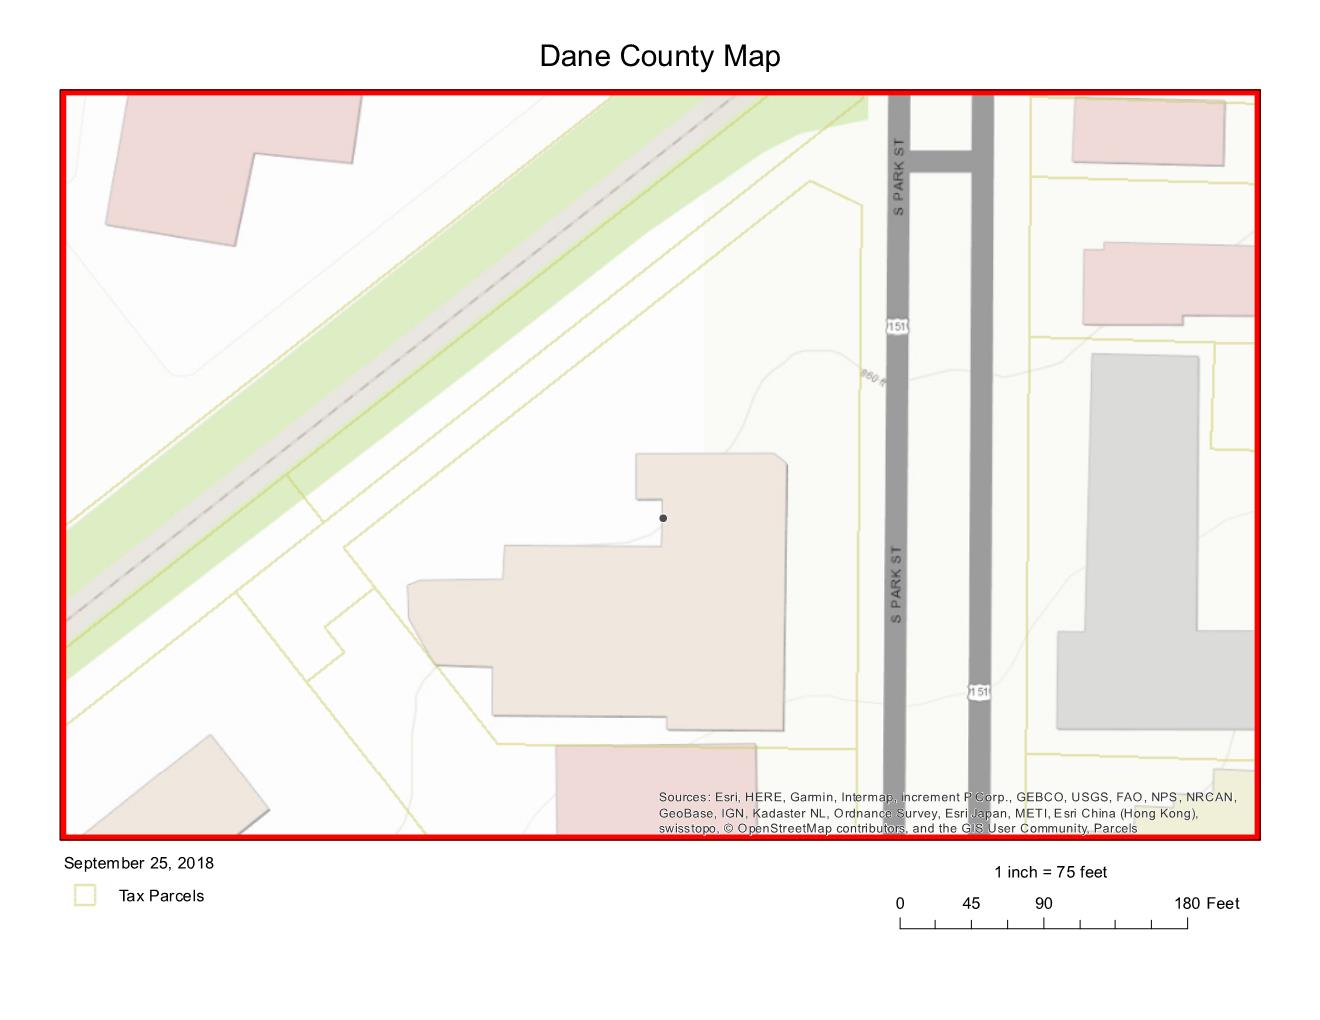 Dane County Map
S PARK ST
151
860 ft
S PARK ST
151
Sources: Esri, HERE, Garmin, Intermap, increment P Corp., GEBCO, USGS, FAO, NPS, NRCAN,
GeoBase, IGN, Kadaster NL, Ordnance Survey, Esri Japan, METI, Esri China (Hong Kong),
swisstopo, © OpenStreetMap contributors, and the GIS User Community, Parcels
September 25, 2018
Tax Parcels
1 inch = 75 feet
0 45 90 180 Feet